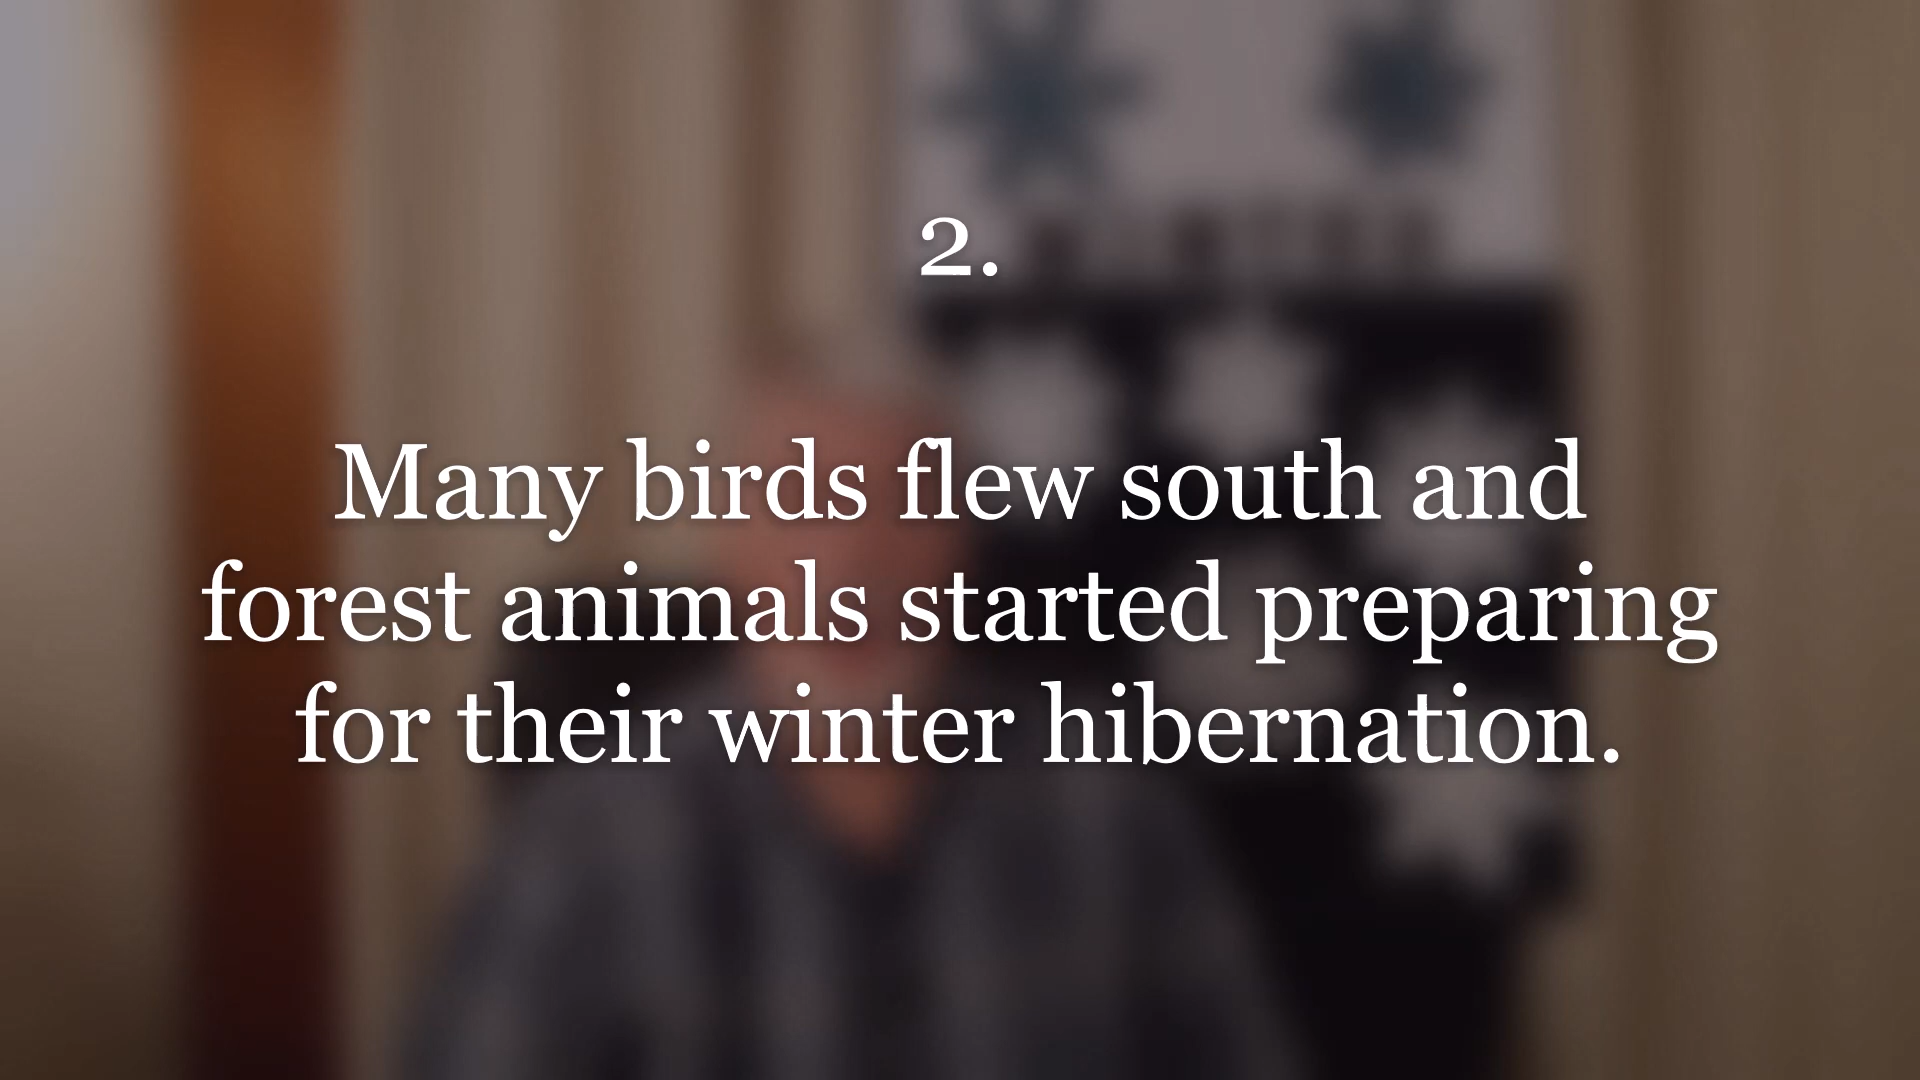 2.
Many birds flew south and
forest animals started preparing
for their winter hibernation.